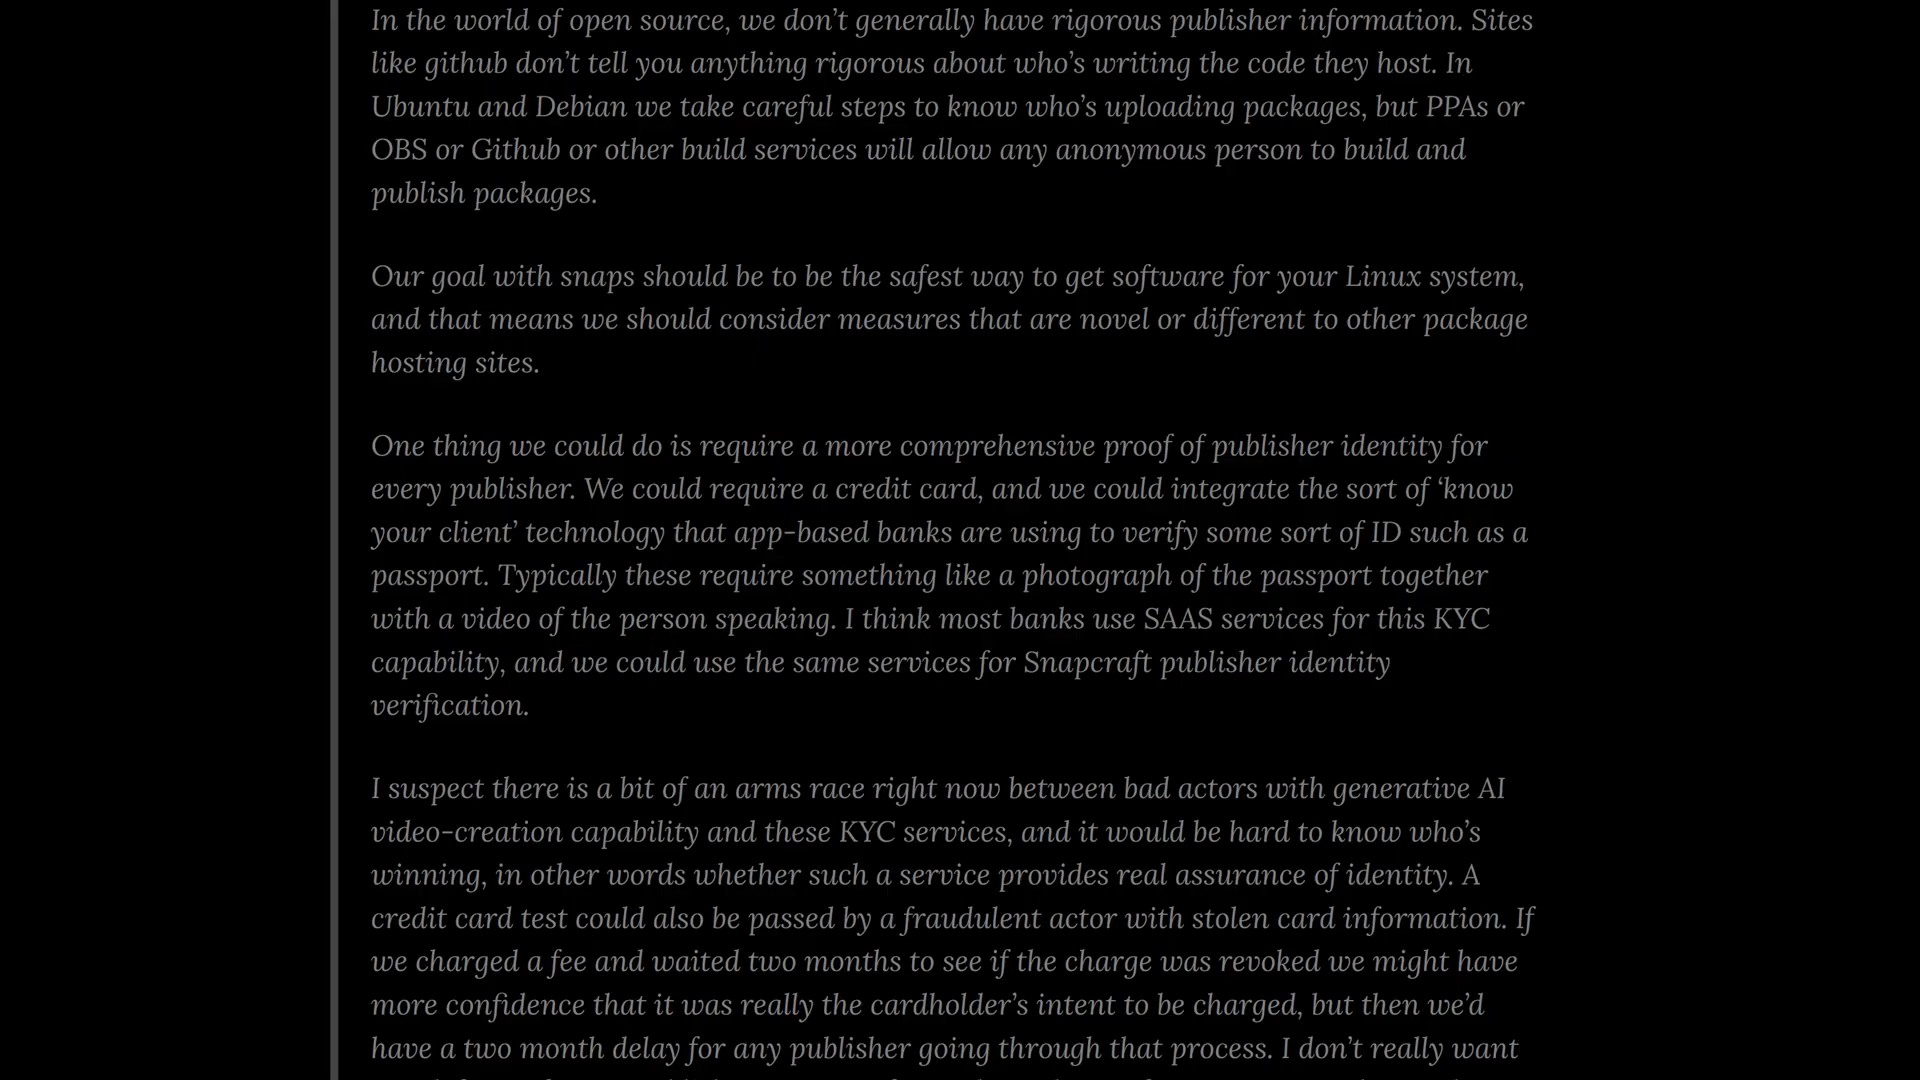 In the world of open source, we don’t generally have rigorous publisher information. Sites
like github don’t tell you anything rigorous about who’s writing the code they host. In
Ubuntu and Debian we take careful steps to know who’s uploading packages, but PPAs or
OBS or Github or other build services will allow any anonymous person to build and
publish packages.
Our goal with snaps should be to be the safest way to get software for your Linux system,
and that means we should consider measures that are novel or different to other package
hosting sites.
One thing we could do is require a more comprehensive proof of publisher identity for
every publisher. We could require a credit card, and we could integrate the sort of ‘know
your client’ technology that app-based banks are using to verify some sort of ID such as a
passport. Typically these require something like a photograph of the passport together
with a video of the person speaking. I think most banks use SAAS services for this KYC
capability, and we could use the same services for Snapcraft publisher identity
verification.
I suspect there is a bit of an arms race right now between bad actors with generative AI
video-creation capability and these KYC services, and it would be hard to know who’s
winning, in other words whether such a service provides real assurance of identity. A
credit card test could also be passed by a fraudulent actor with stolen card information. If
we charged a fee and waited two months to see if the charge was revoked we might have
more confidence that it was really the cardholder’s intent to be charged, but then we’d
have a two month delay for any publisher going through that process. I don’t really want